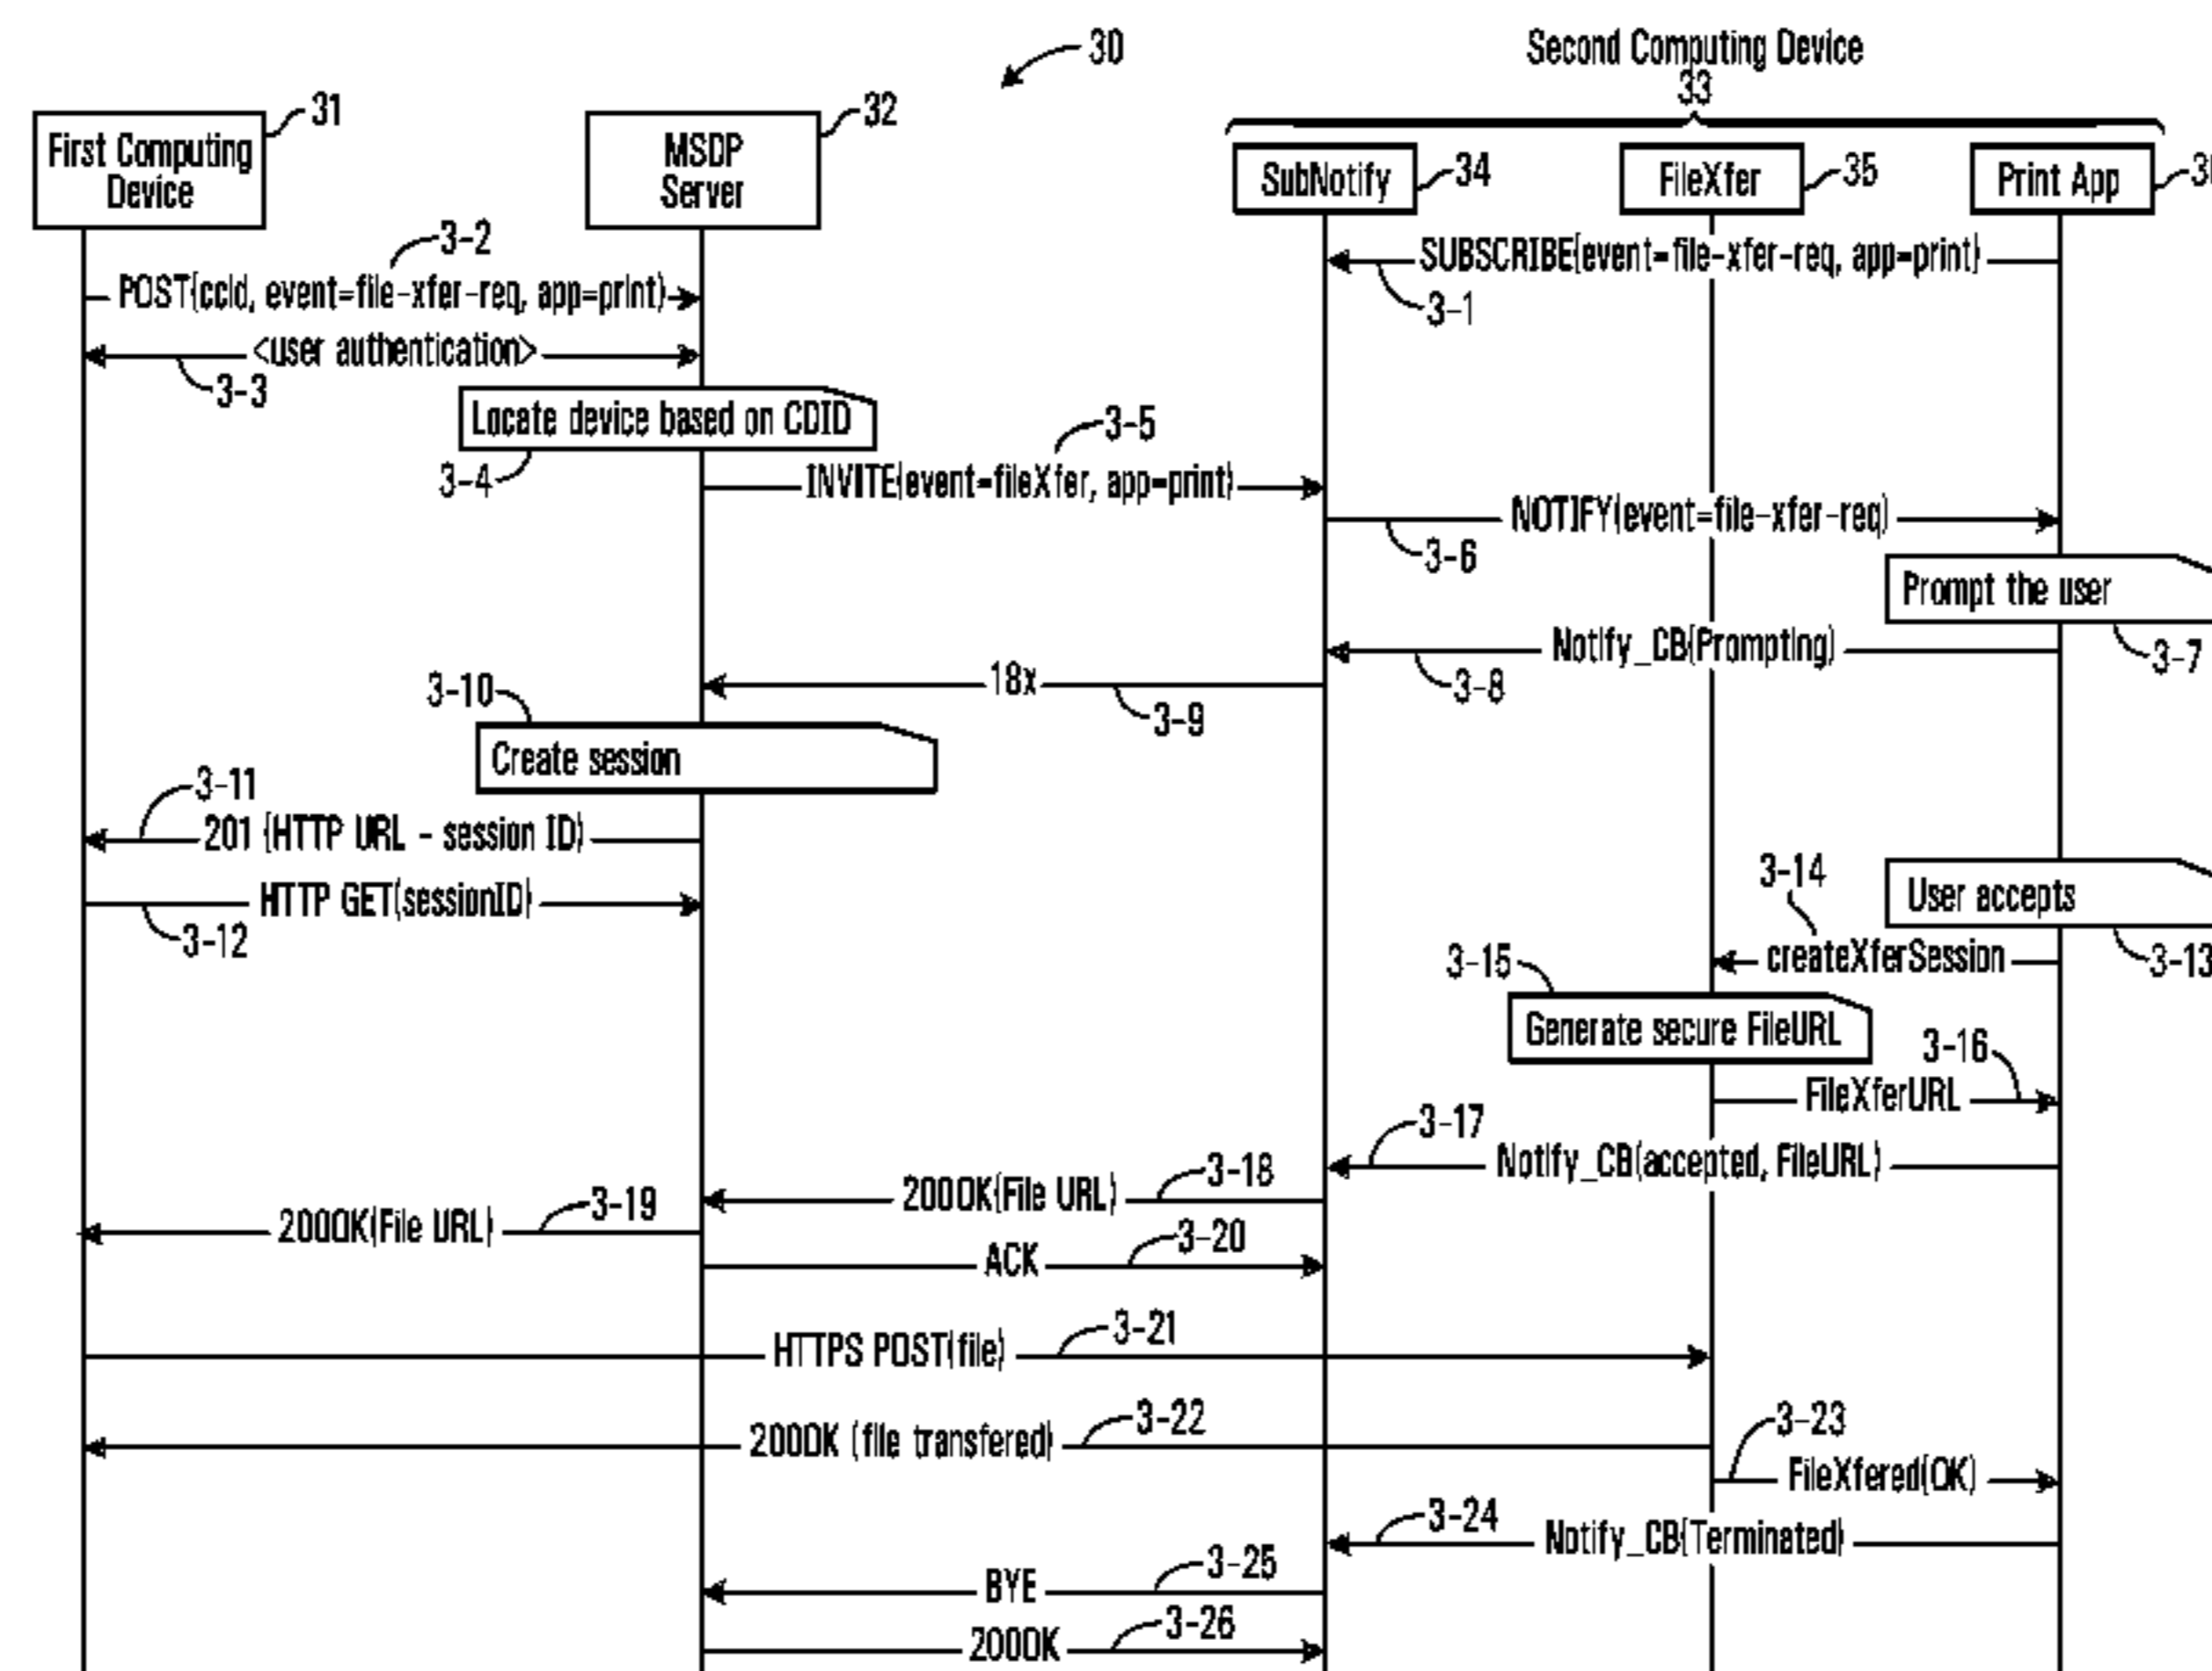 30
Second Computing Device
33
First Computing
Device
31
MSDP
Server
32
SubNotify
34
FileXfer
35
Print App
3-2
POST(ccid, event=file-xfer-req, app=print)
SUBSCRIBE(event=file-xfer-req, app=print)
3-1
<user authentication>
3-3
Locate device based on CDID
3-4
3-5
INVITE(event=fileXfer, app=print)
NOTIFY(event=file-xfer-req)
3-6
Prompt the user
3-7
Notify_CB(Prompting)
3-8
18x
3-9
3-10
Create session
3-11
201 (HTTP URL - session ID)
HTTP GET(sessionID)
3-12
User accepts
3-13
3-14
createXferSession
3-15
Generate secure FileURL
3-16
FileXferURL
3-17
Notify_CB(accepted, FileURL)
3-18
200OK(File URL)
3-19
200OK(File URL)
3-20
ACK
3-21
HTTPS POST(file)
3-22
200OK (file transfered)
3-23
FileXfered(OK)
3-24
Notify_CB(Terminated)
3-25
BYE
3-26
200OK